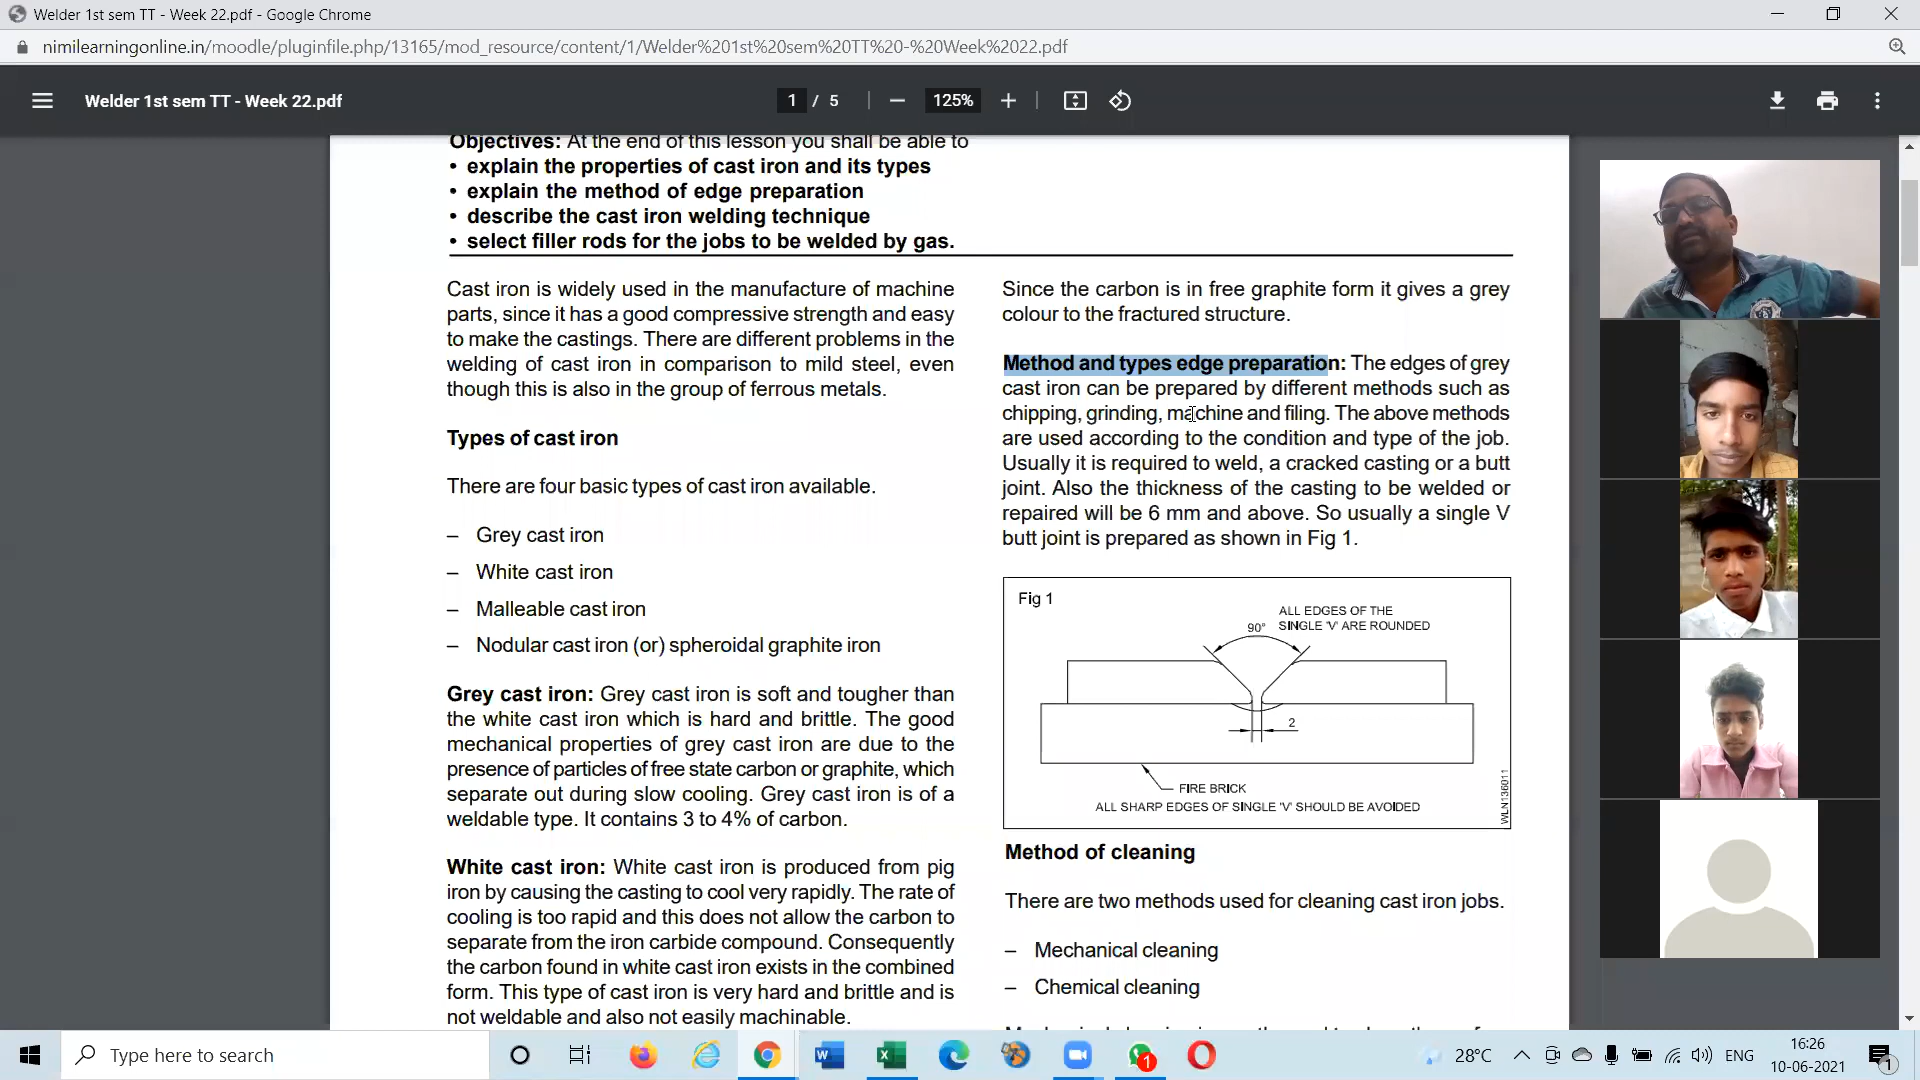 Welder 1st sem TT - Week 22.pdf - Google Chrome
nimilearningonline.in/moodle/pluginfile.php/13165/mod_resource/content/1/Welder%201st%20sem%20TT%20-%20Week%2022.pdf
Welder 1st sem TT - Week 22.pdf
1 / 5
125%
Objectives: At the end of this lesson you shall be able to
• explain the properties of cast iron and its types
• explain the method of edge preparation
• describe the cast iron welding technique
• select filler rods for the jobs to be welded by gas.
Cast iron is widely used in the manufacture of machine
parts, since it has a good compressive strength and easy
to make the castings. There are different problems in the
welding of cast iron in comparison to mild steel, even
though this is also in the group of ferrous metals.
Types of cast iron
There are four basic types of cast iron available.
– Grey cast iron
– White cast iron
– Malleable cast iron
– Nodular cast iron (or) spheroidal graphite iron
Grey cast iron: Grey cast iron is soft and tougher than
the white cast iron which is hard and brittle. The good
mechanical properties of grey cast iron are due to the
presence of particles of free state carbon or graphite, which
separate out during slow cooling. Grey cast iron is of a
weldable type. It contains 3 to 4% of carbon.
White cast iron: White cast iron is produced from pig
iron by causing the casting to cool very rapidly. The rate of
cooling is too rapid and this does not allow the carbon to
separate from the iron carbide compound. Consequently
the carbon found in white cast iron exists in the combined
form. This type of cast iron is very hard and brittle and is
not weldable and also not easily machinable.
Since the carbon is in free graphite form it gives a grey
colour to the fractured structure.
Method and types edge preparation: The edges of grey
cast iron can be prepared by different methods such as
chipping, grinding, machine and filing. The above methods
are used according to the condition and type of the job.
Usually it is required to weld, a cracked casting or a butt
joint. Also the thickness of the casting to be welded or
repaired will be 6 mm and above. So usually a single V
butt joint is prepared as shown in Fig 1.
Fig 1
ALL EDGES OF THE
SINGLE 'V' ARE ROUNDED
90°
2
FIRE BRICK
ALL SHARP EDGES OF SINGLE 'V' SHOULD BE AVOIDED
WLN136011
Method of cleaning
There are two methods used for cleaning cast iron jobs.
– Mechanical cleaning
– Chemical cleaning
Type here to search
1
28°C
ENG
16:26
10-06-2021
1